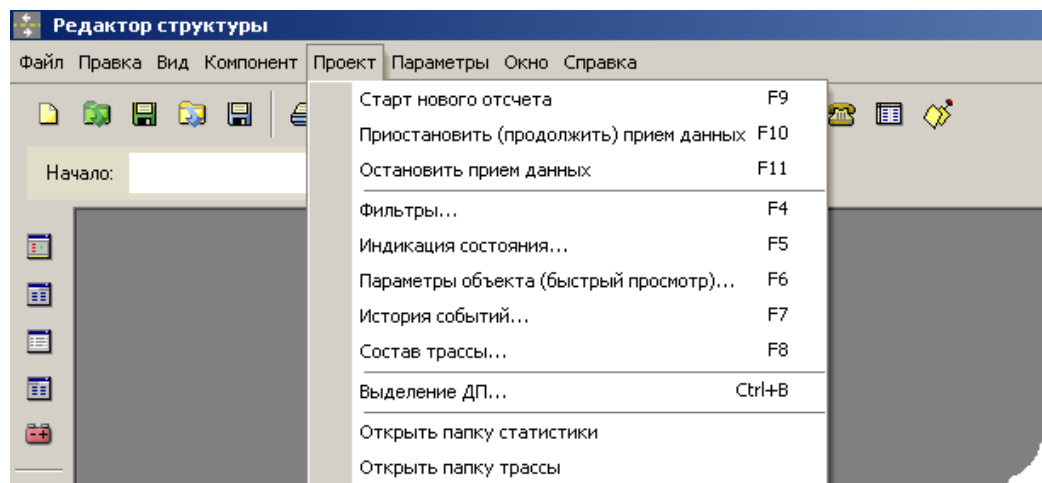 Редактор структуры
Файл Правка Вид Компонент Проект Параметры Окно Справка
Начало:
Старт нового отсчета F9
Приостановить (продолжить) прием данных F10
Остановить прием данных F11
Фильтры... F4
Индикация состояния... F5
Параметры объекта (быстрый просмотр)... F6
История событий... F7
Состав трассы... F8
Выделение ДП... Ctrl+B
Открыть папку статистики
Открыть папку трассы